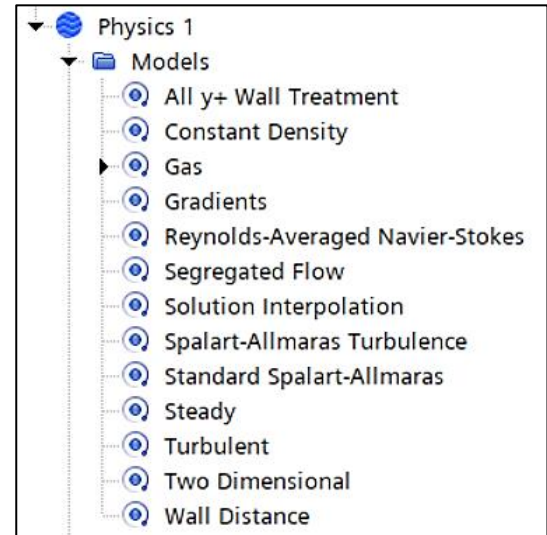 Physics 1
Models
All y+ Wall Treatment
Constant Density
Gas
Gradients
Reynolds-Averaged Navier-Stokes
Segregated Flow
Solution Interpolation
Spalart-Allmaras Turbulence
Standard Spalart-Allmaras
Steady
Turbulent
Two Dimensional
Wall Distance